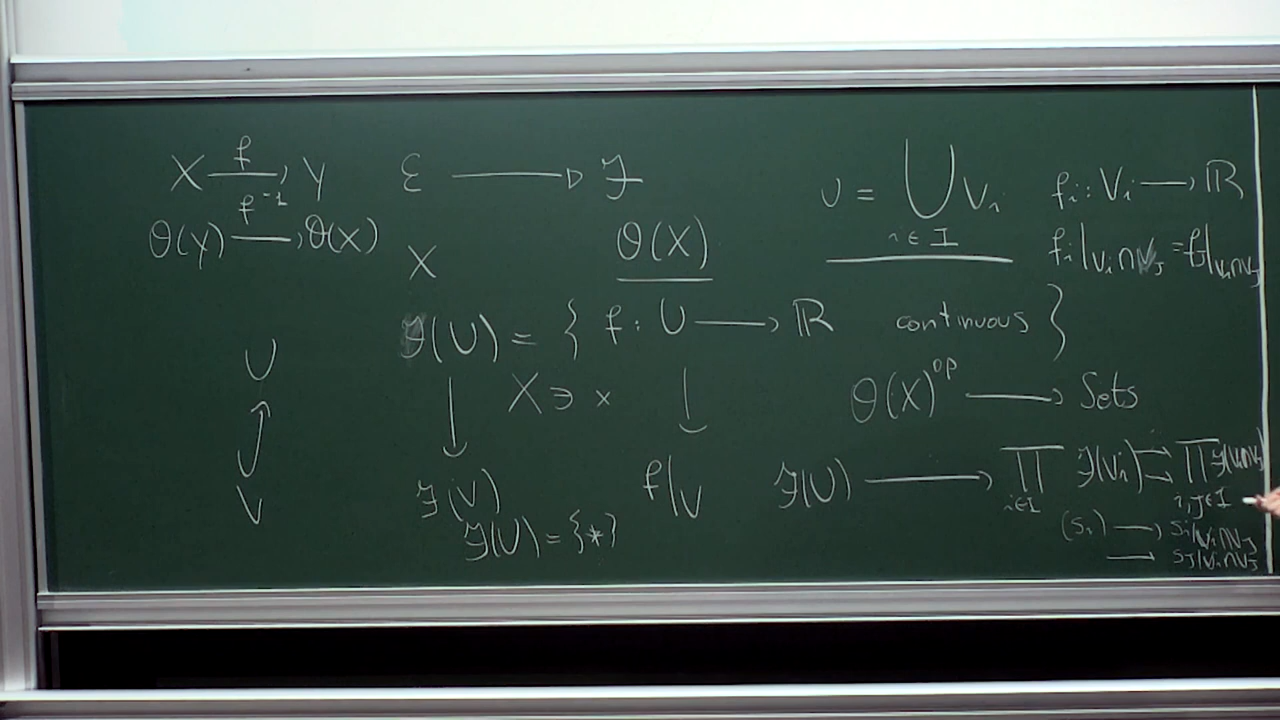 X —f→ Y
O(Y) —f⁻¹→ O(X)
U
V
ℰ ⟶ ℱ
X
O(X)
ℱ(U) = { f : U ⟶ ℝ continuous }
X ∋ x
ℱ(V)
f|V
ℱ(U) = {*}
U = ⋃ Vi
i ∈ I
fi : Vi ⟶ ℝ
fi|Vi∩Vj = fj|Vi∩Vj
O(X)^op ⟶ Sets
ℱ(U) ⟶ ∏ ℱ(Vi) ⇉ ∏ ℱ(Vi∩Vj)
i∈I i,j∈I
(si) ⟶ si|Vi∩Vj
⟶ sj|Vi∩Vj